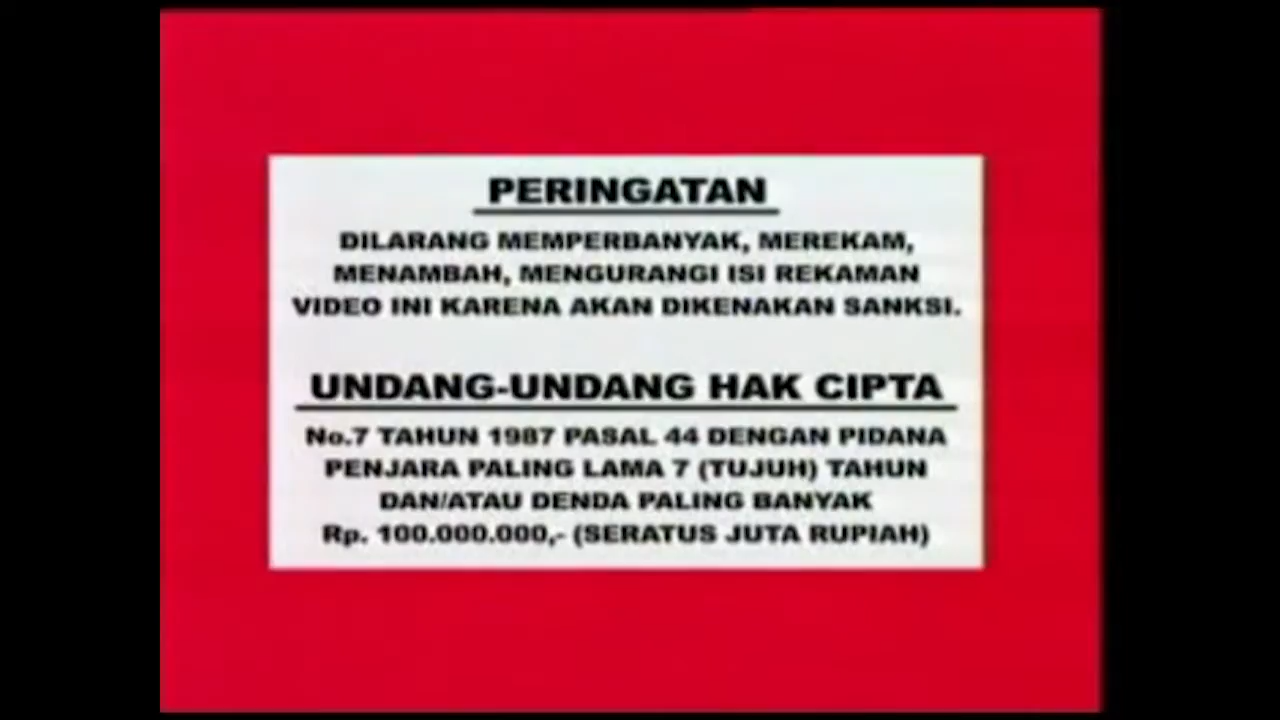 PERINGATAN
DILARANG MEMPERBANYAK, MEREKAM,
MENAMBAH, MENGURANGI ISI REKAMAN
VIDEO INI KARENA AKAN DIKENAKAN SANKSI.
UNDANG-UNDANG HAK CIPTA
No.7 TAHUN 1987 PASAL 44 DENGAN PIDANA
PENJARA PALING LAMA 7 (TUJUH) TAHUN
DAN/ATAU DENDA PALING BANYAK
Rp. 100.000.000,- (SERATUS JUTA RUPIAH)